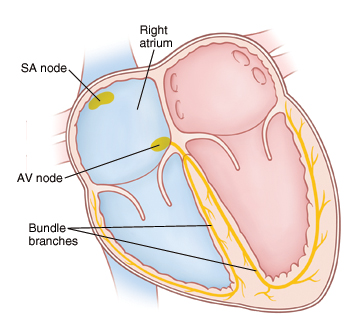 Right
atrium
SA node
AV node
Bundle
branches